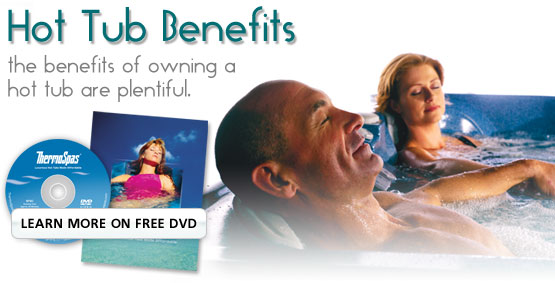 Hot Tub Benefits
the benefits of owning a
hot tub are plentiful.
ThermoSpas
DVD
LEARN MORE ON FREE DVD